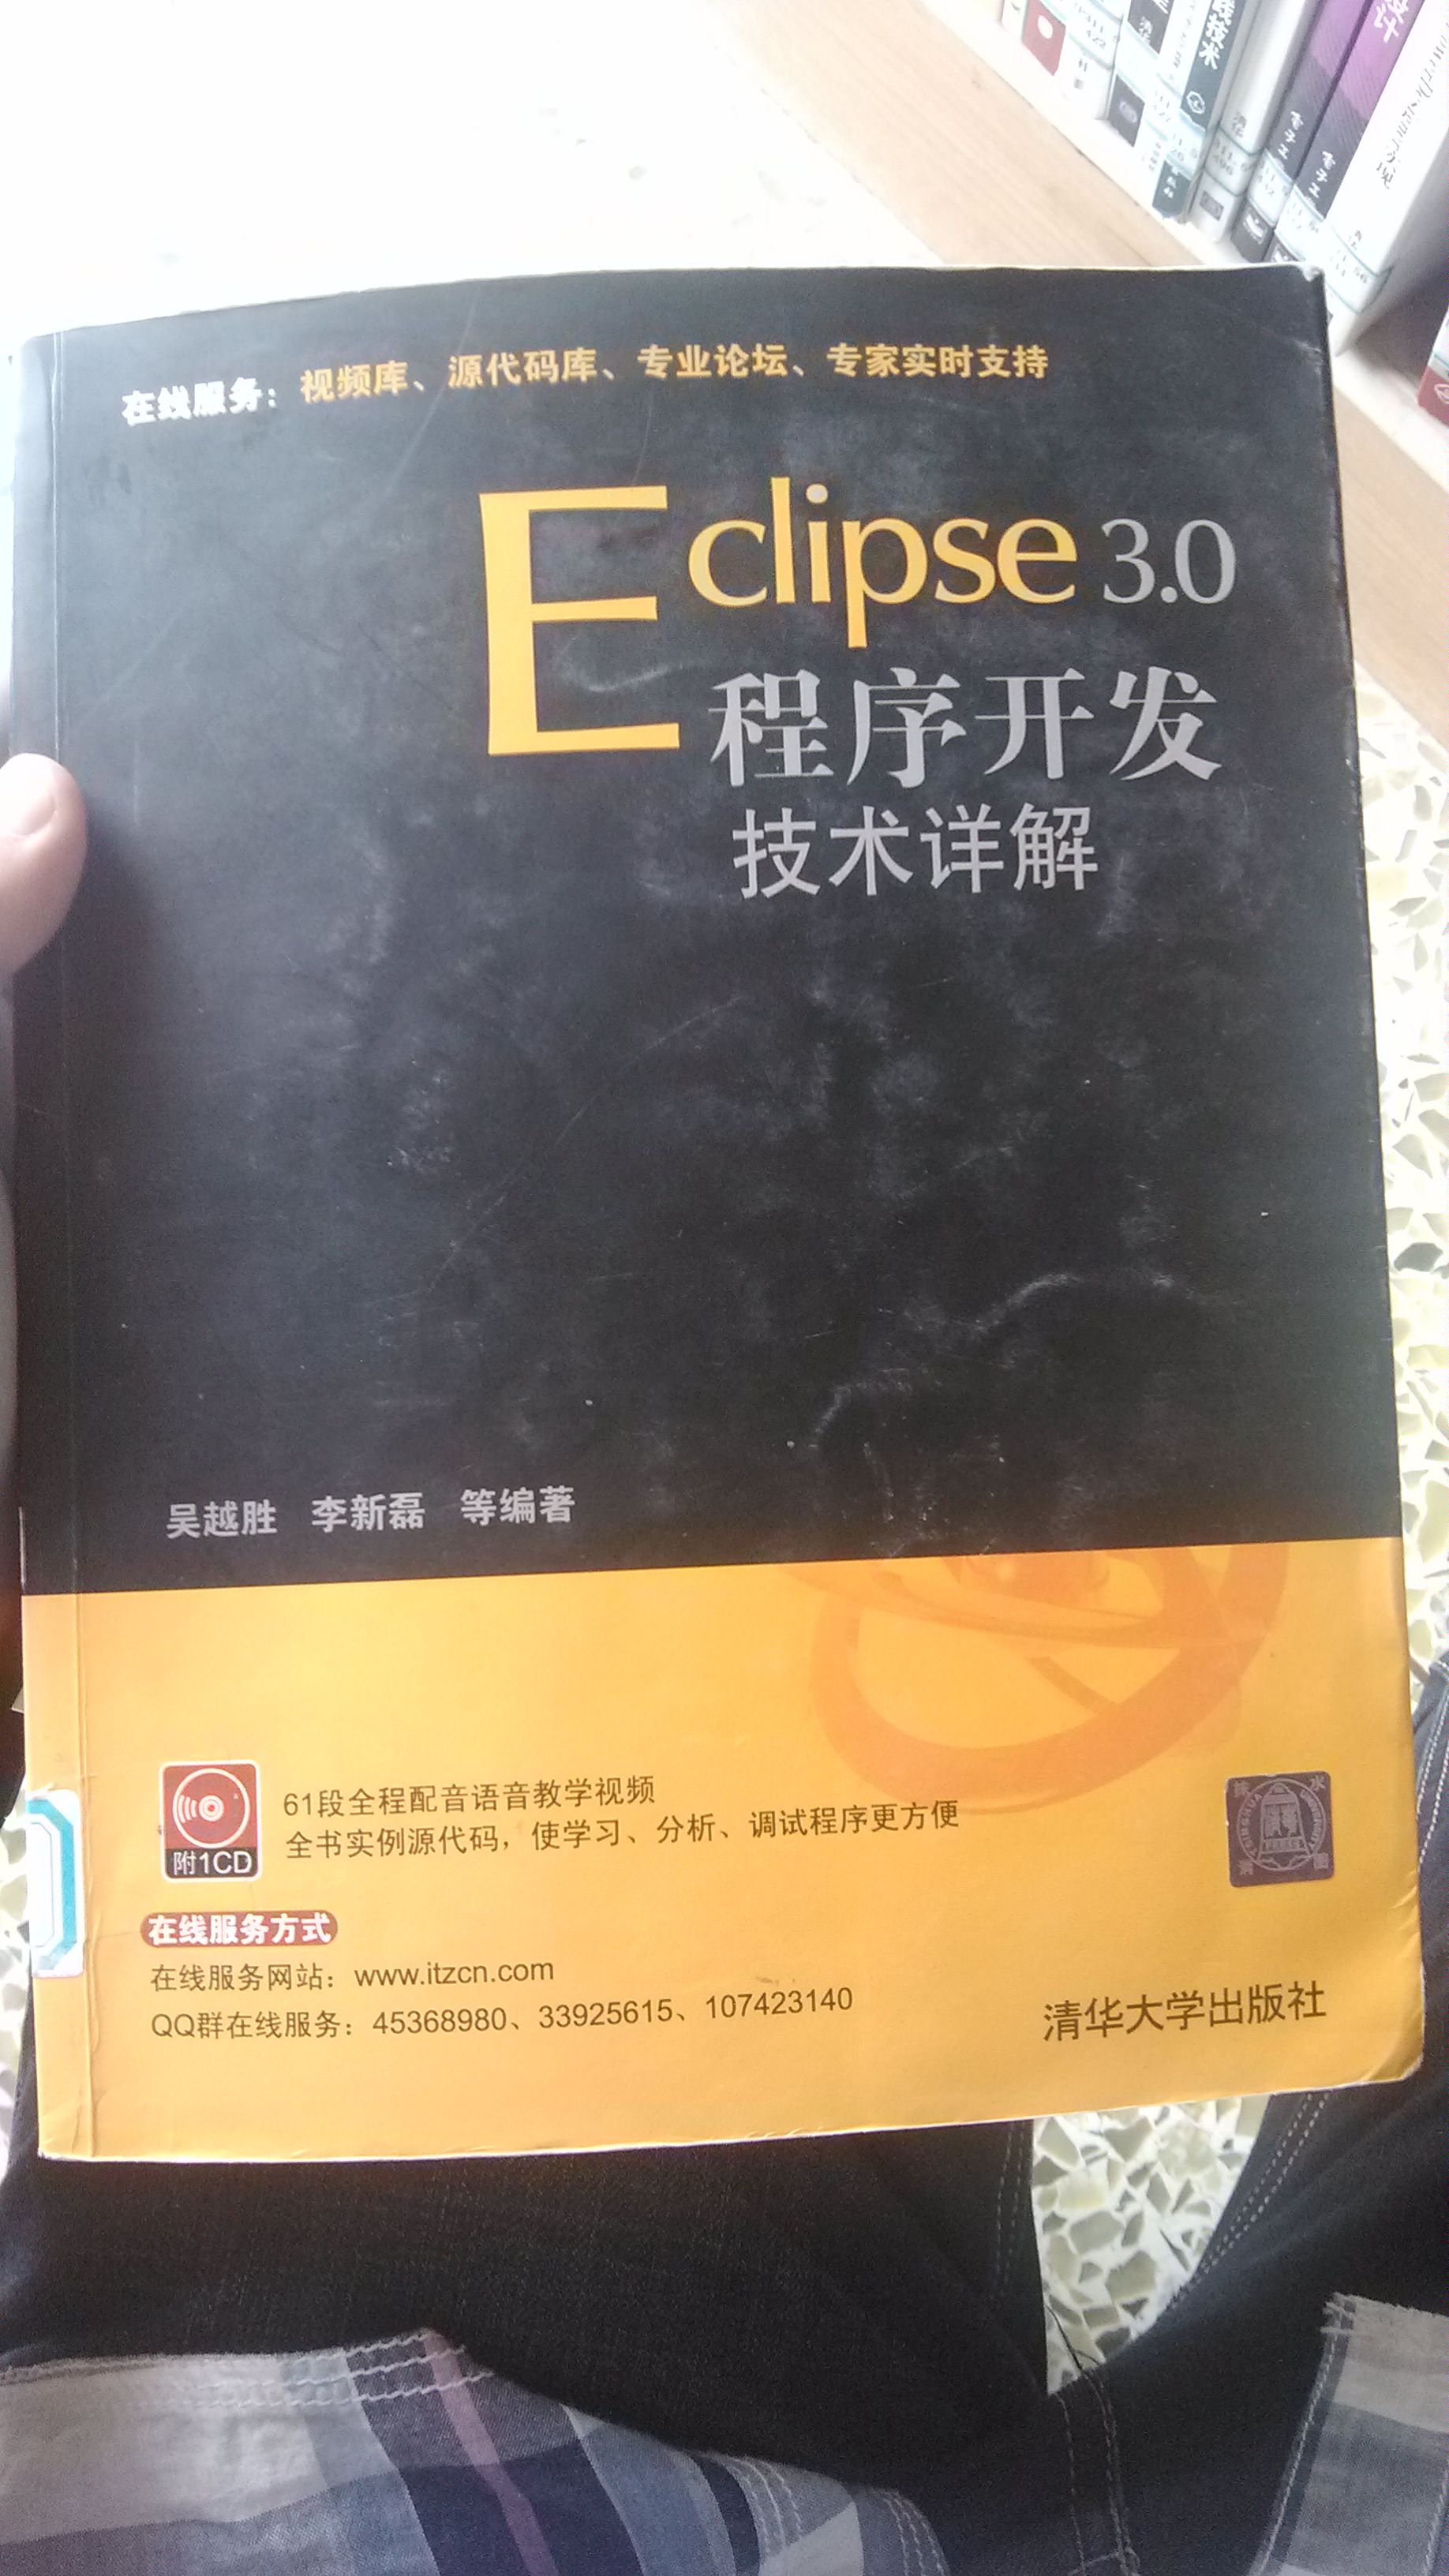 在线服务：视频库、源代码库、专业论坛、专家实时支持
Eclipse 3.0
程序开发
技术详解
吴越胜 李新磊 等编著
61段全程配音语音教学视频
全书实例源代码，使学习、分析、调试程序更方便
附1CD
在线服务方式
在线服务网站：www.itzcn.com
QQ群在线服务：45368980、33925615、107423140
清华大学出版社